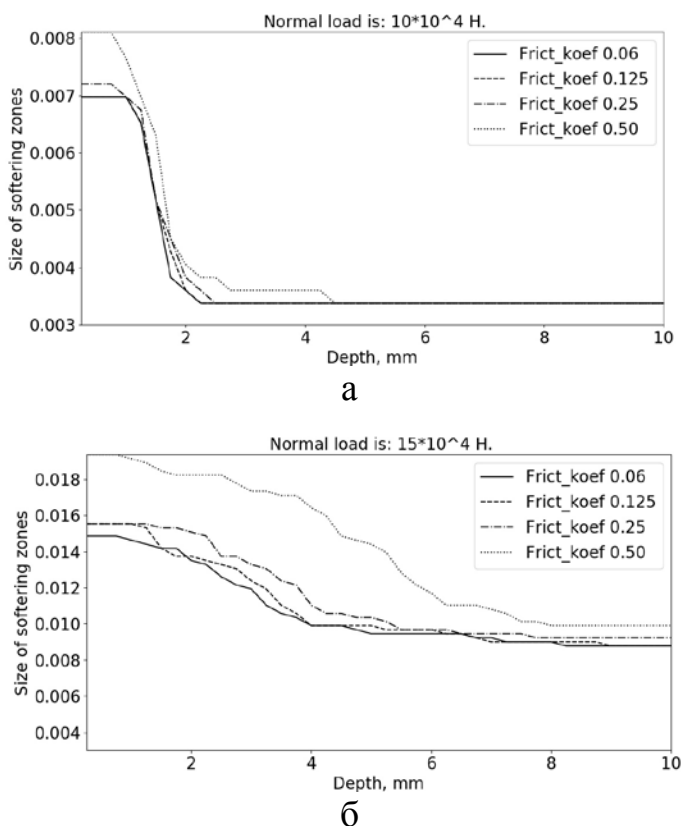 Normal load is: 10*10^4 H.
0.008
0.007
0.006
0.005
0.004
0.003
Size of softering zones
Frict_koef 0.06
Frict_koef 0.125
Frict_koef 0.25
Frict_koef 0.50
2
4
6
8
10
Depth, mm
а
Normal load is: 15*10^4 H.
0.018
0.016
0.014
0.012
0.010
0.008
0.006
0.004
Size of softering zones
Frict_koef 0.06
Frict_koef 0.125
Frict_koef 0.25
Frict_koef 0.50
2
4
6
8
10
Depth, mm
б